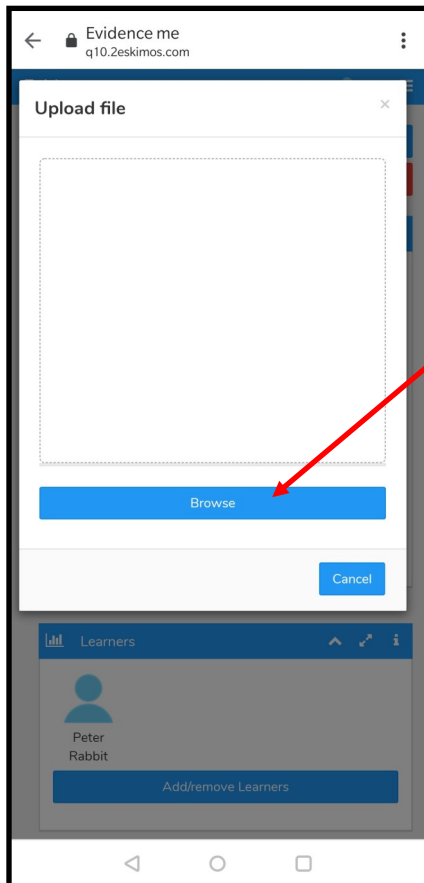 Evidence me
q10.2eskimos.com
Upload file
Browse
Cancel
Learners
Peter
Rabbit
Add/remove Learners